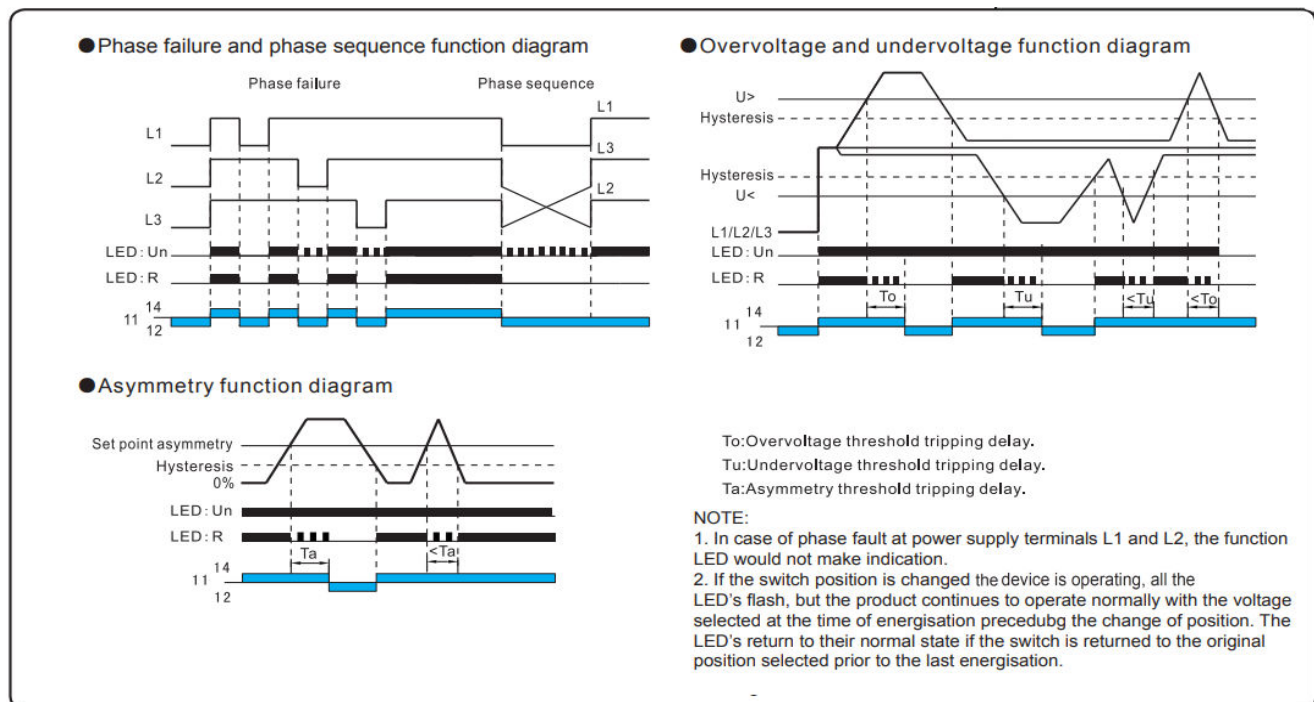 ●Phase failure and phase sequence function diagram
Phase failure
Phase sequence
L1
L1
L3
L2
L2
L3
LED: Un
LED: R
14
11
12
●Overvoltage and undervoltage function diagram
U>
Hysteresis
Hysteresis
U<
L1/L2/L3
LED: Un
LED: R
To
Tu
<Tu
<To
14
11
12
●Asymmetry function diagram
Set point asymmetry
Hysteresis
0%
LED: Un
LED: R
Ta
<Ta
14
11
12
To:Overvoltage threshold tripping delay.
Tu:Undervoltage threshold tripping delay.
Ta:Asymmetry threshold tripping delay.
NOTE:
1. In case of phase fault at power supply terminals L1 and L2, the function
LED would not make indication.
2. If the switch position is changed the device is operating, all the
LED's flash, but the product continues to operate normally with the voltage
selected at the time of energisation precedubg the change of position. The
LED's return to their normal state if the switch is returned to the original
position selected prior to the last energisation.